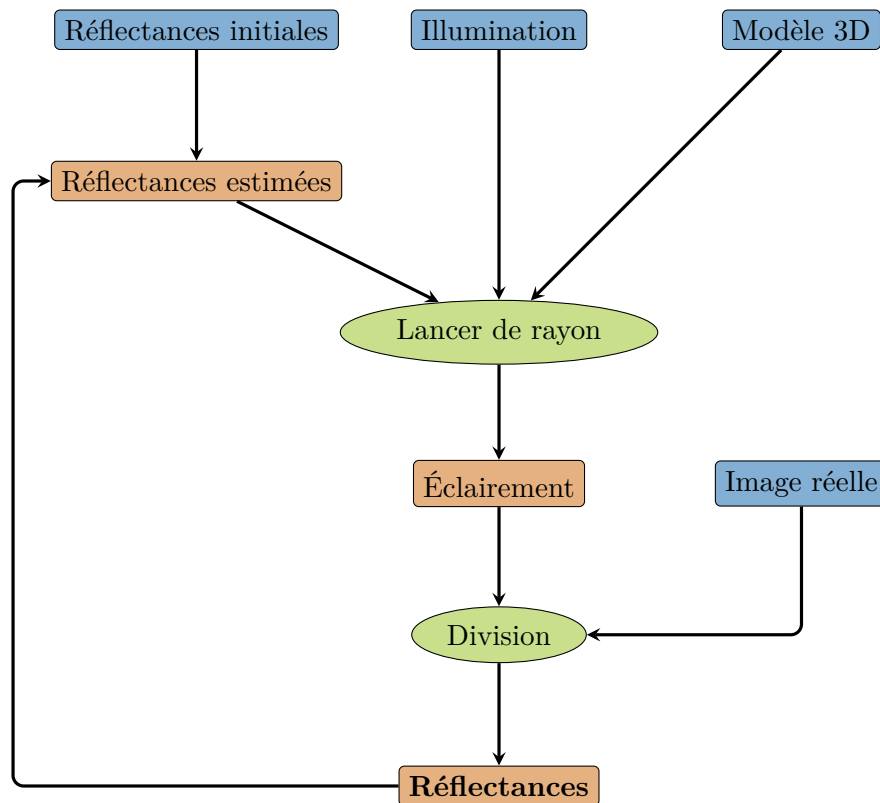 Réflectances initiales
Illumination
Modèle 3D
Réflectances estimées
Lancer de rayon
Éclairement
Image réelle
Division
Réflectances